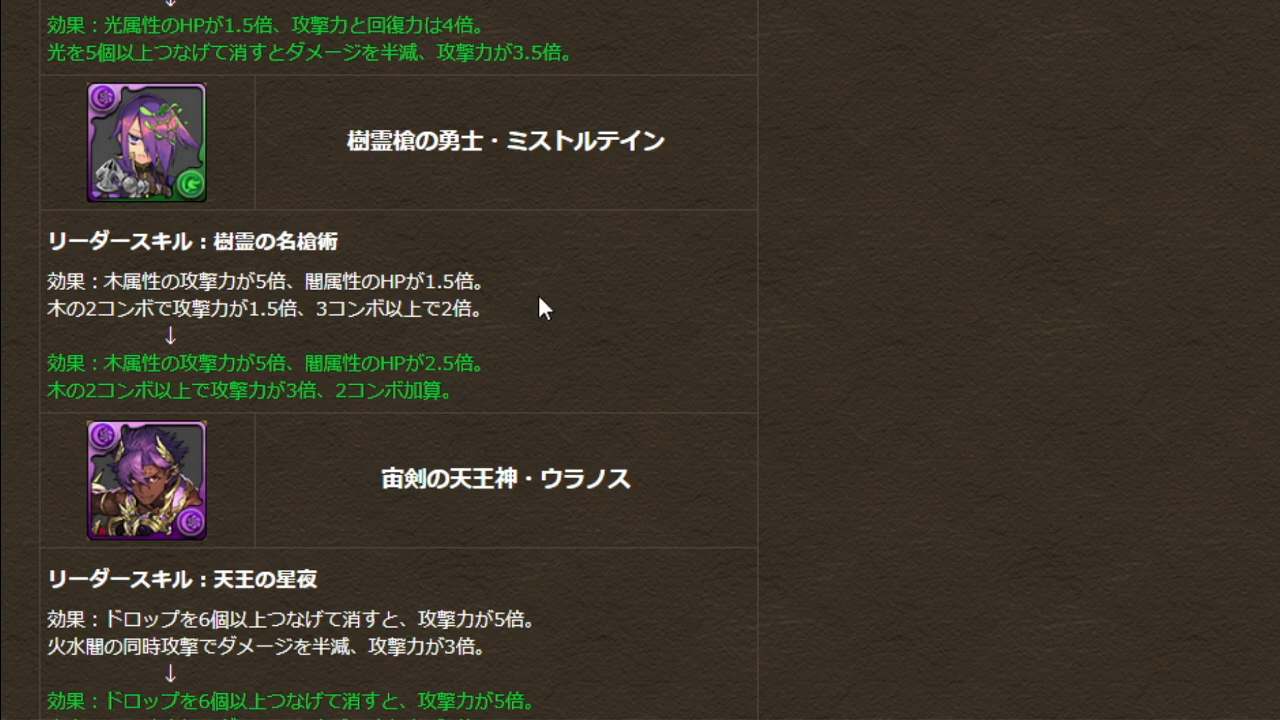 ↓
効果：光属性のHPが1.5倍、攻撃力と回復力は4倍。
光を5個以上つなげて消すとダメージを半減、攻撃力が3.5倍。
樹霊槍の勇士・ミストルテイン
リーダースキル：樹霊の名槍術
効果：木属性の攻撃力が5倍、闇属性のHPが1.5倍。
木の2コンボで攻撃力が1.5倍、3コンボ以上で2倍。
↓
効果：木属性の攻撃力が5倍、闇属性のHPが2.5倍。
木の2コンボ以上で攻撃力が3倍、2コンボ加算。
宙剣の天王神・ウラノス
リーダースキル：天王の星夜
効果：ドロップを6個以上つなげて消すと、攻撃力が5倍。
火水闇の同時攻撃でダメージを半減、攻撃力が3倍。
↓
効果：ドロップを6個以上つなげて消すと、攻撃力が5倍。